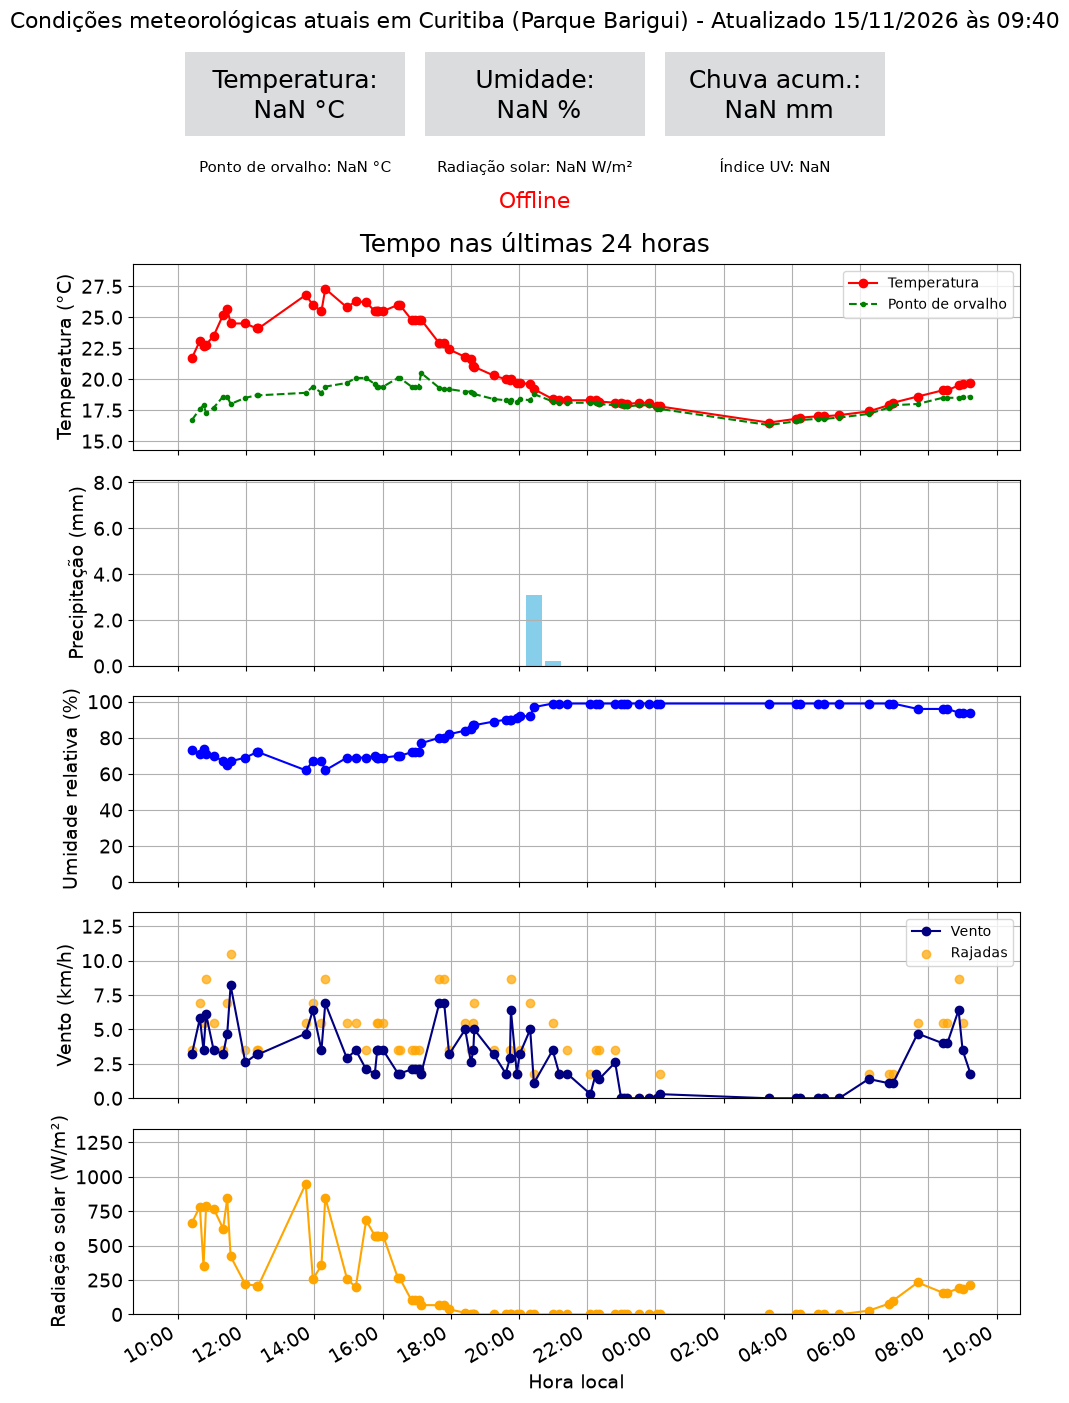 Condições meteorológicas atuais em Curitiba (Parque Barigui) - Atualizado 15/11/2026 às 09:40
Temperatura:
NaN °C
Umidade:
NaN %
Chuva acum.:
NaN mm
Ponto de orvalho: NaN °C
Radiação solar: NaN W/m²
Índice UV: NaN
Offline
Tempo nas últimas 24 horas
Temperatura (°C)
27.5
25.0
22.5
20.0
17.5
15.0
Temperatura
Ponto de orvalho
Precipitação (mm)
8.0
6.0
4.0
2.0
0.0
Umidade relativa (%)
100
80
60
40
20
0
Vento (km/h)
12.5
10.0
7.5
5.0
2.5
0.0
Vento
Rajadas
Radiação solar (W/m²)
1250
1000
750
500
250
0
10:00
12:00
14:00
16:00
18:00
20:00
22:00
00:00
02:00
04:00
06:00
08:00
10:00
Hora local